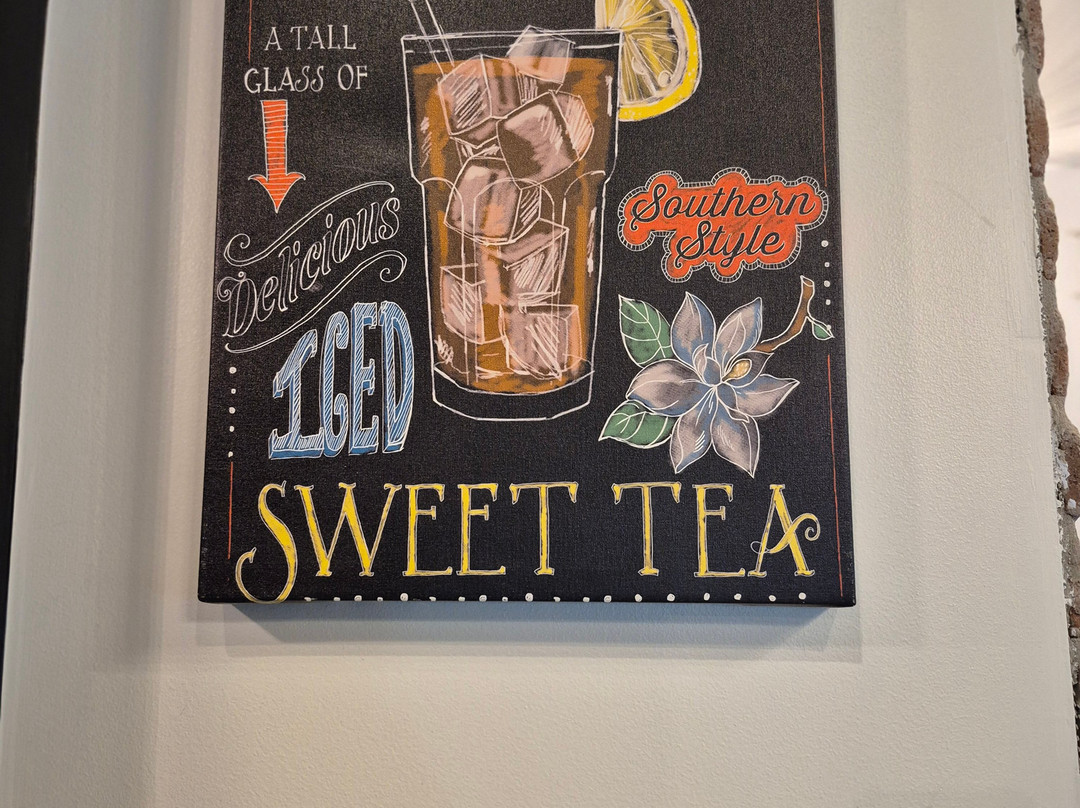 A TALL
GLASS OF
Delicious
ICED
Southern
Style
SWEET TEA